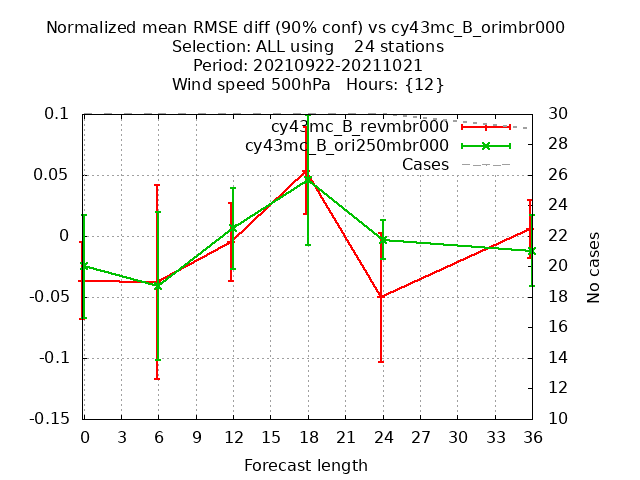 Normalized mean RMSE diff (90% conf) vs cy43mc_B_orimbr000
Selection: ALL using    24 stations
Period: 20210922-20211021
Wind speed 500hPa   Hours: {12}
cy43mc_B_revmbr000
cy43mc_B_ori250mbr000
Cases
0.1
0.05
0
-0.05
-0.1
-0.15
30
28
26
24
22
20
18
16
14
12
10
No cases
0 3 6 9 12 15 18 21 24 27 30 33 36
Forecast length